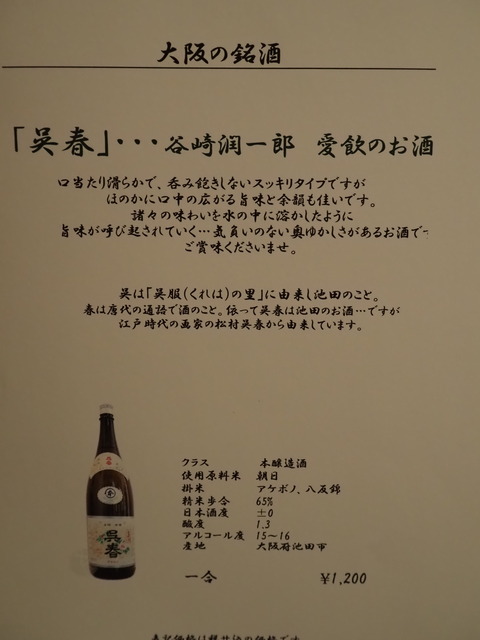 大阪の銘酒
「呉春」・・・谷崎潤一郎　愛飲のお酒
口当たり滑らかで、呑み飽きしないスッキリタイプですが
ほのかに口中の広がる旨味と余韻も佳いです。
諸々の味わいを水の中に溶かしたように
旨味が呼び起されていく…気負いのない奥ゆかしさがあるお酒で
ご賞味くださいませ。
呉は「呉服（くれは）の里」に由来し池田のこと。
春は唐代の通語で酒のこと。依って呉春は池田のお酒…ですが
江戸時代の画家の松村呉春から由来しています。
クラス　本醸造酒
使用原料米　朝日
掛米　アケボノ、八反錦
精米歩合　65%
日本酒度　±0
酸度　1.3
アルコール度　15～16
産地　大阪府池田市
呉春
一合　¥1,200